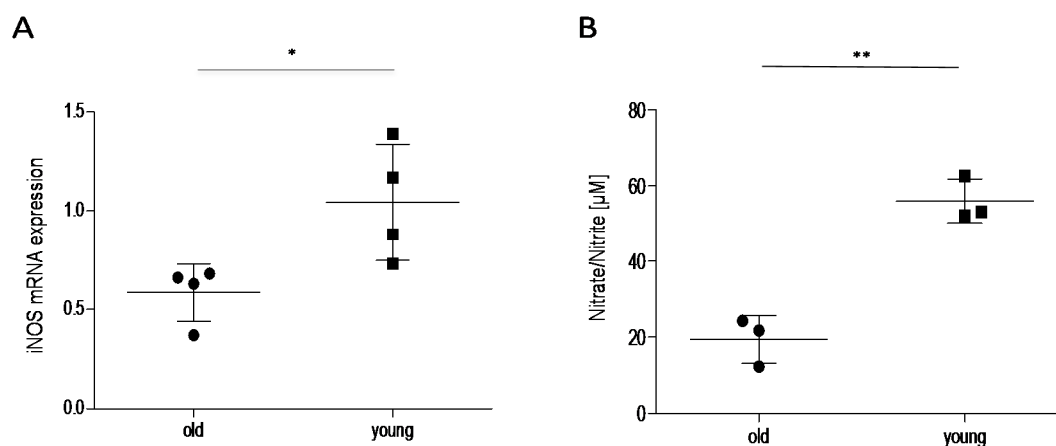 A
*
iNOS mRNA expression
1.5
1.0
0.5
0.0
old young
B
**
Nitrate/Nitrite [µM]
80
60
40
20
0
old young